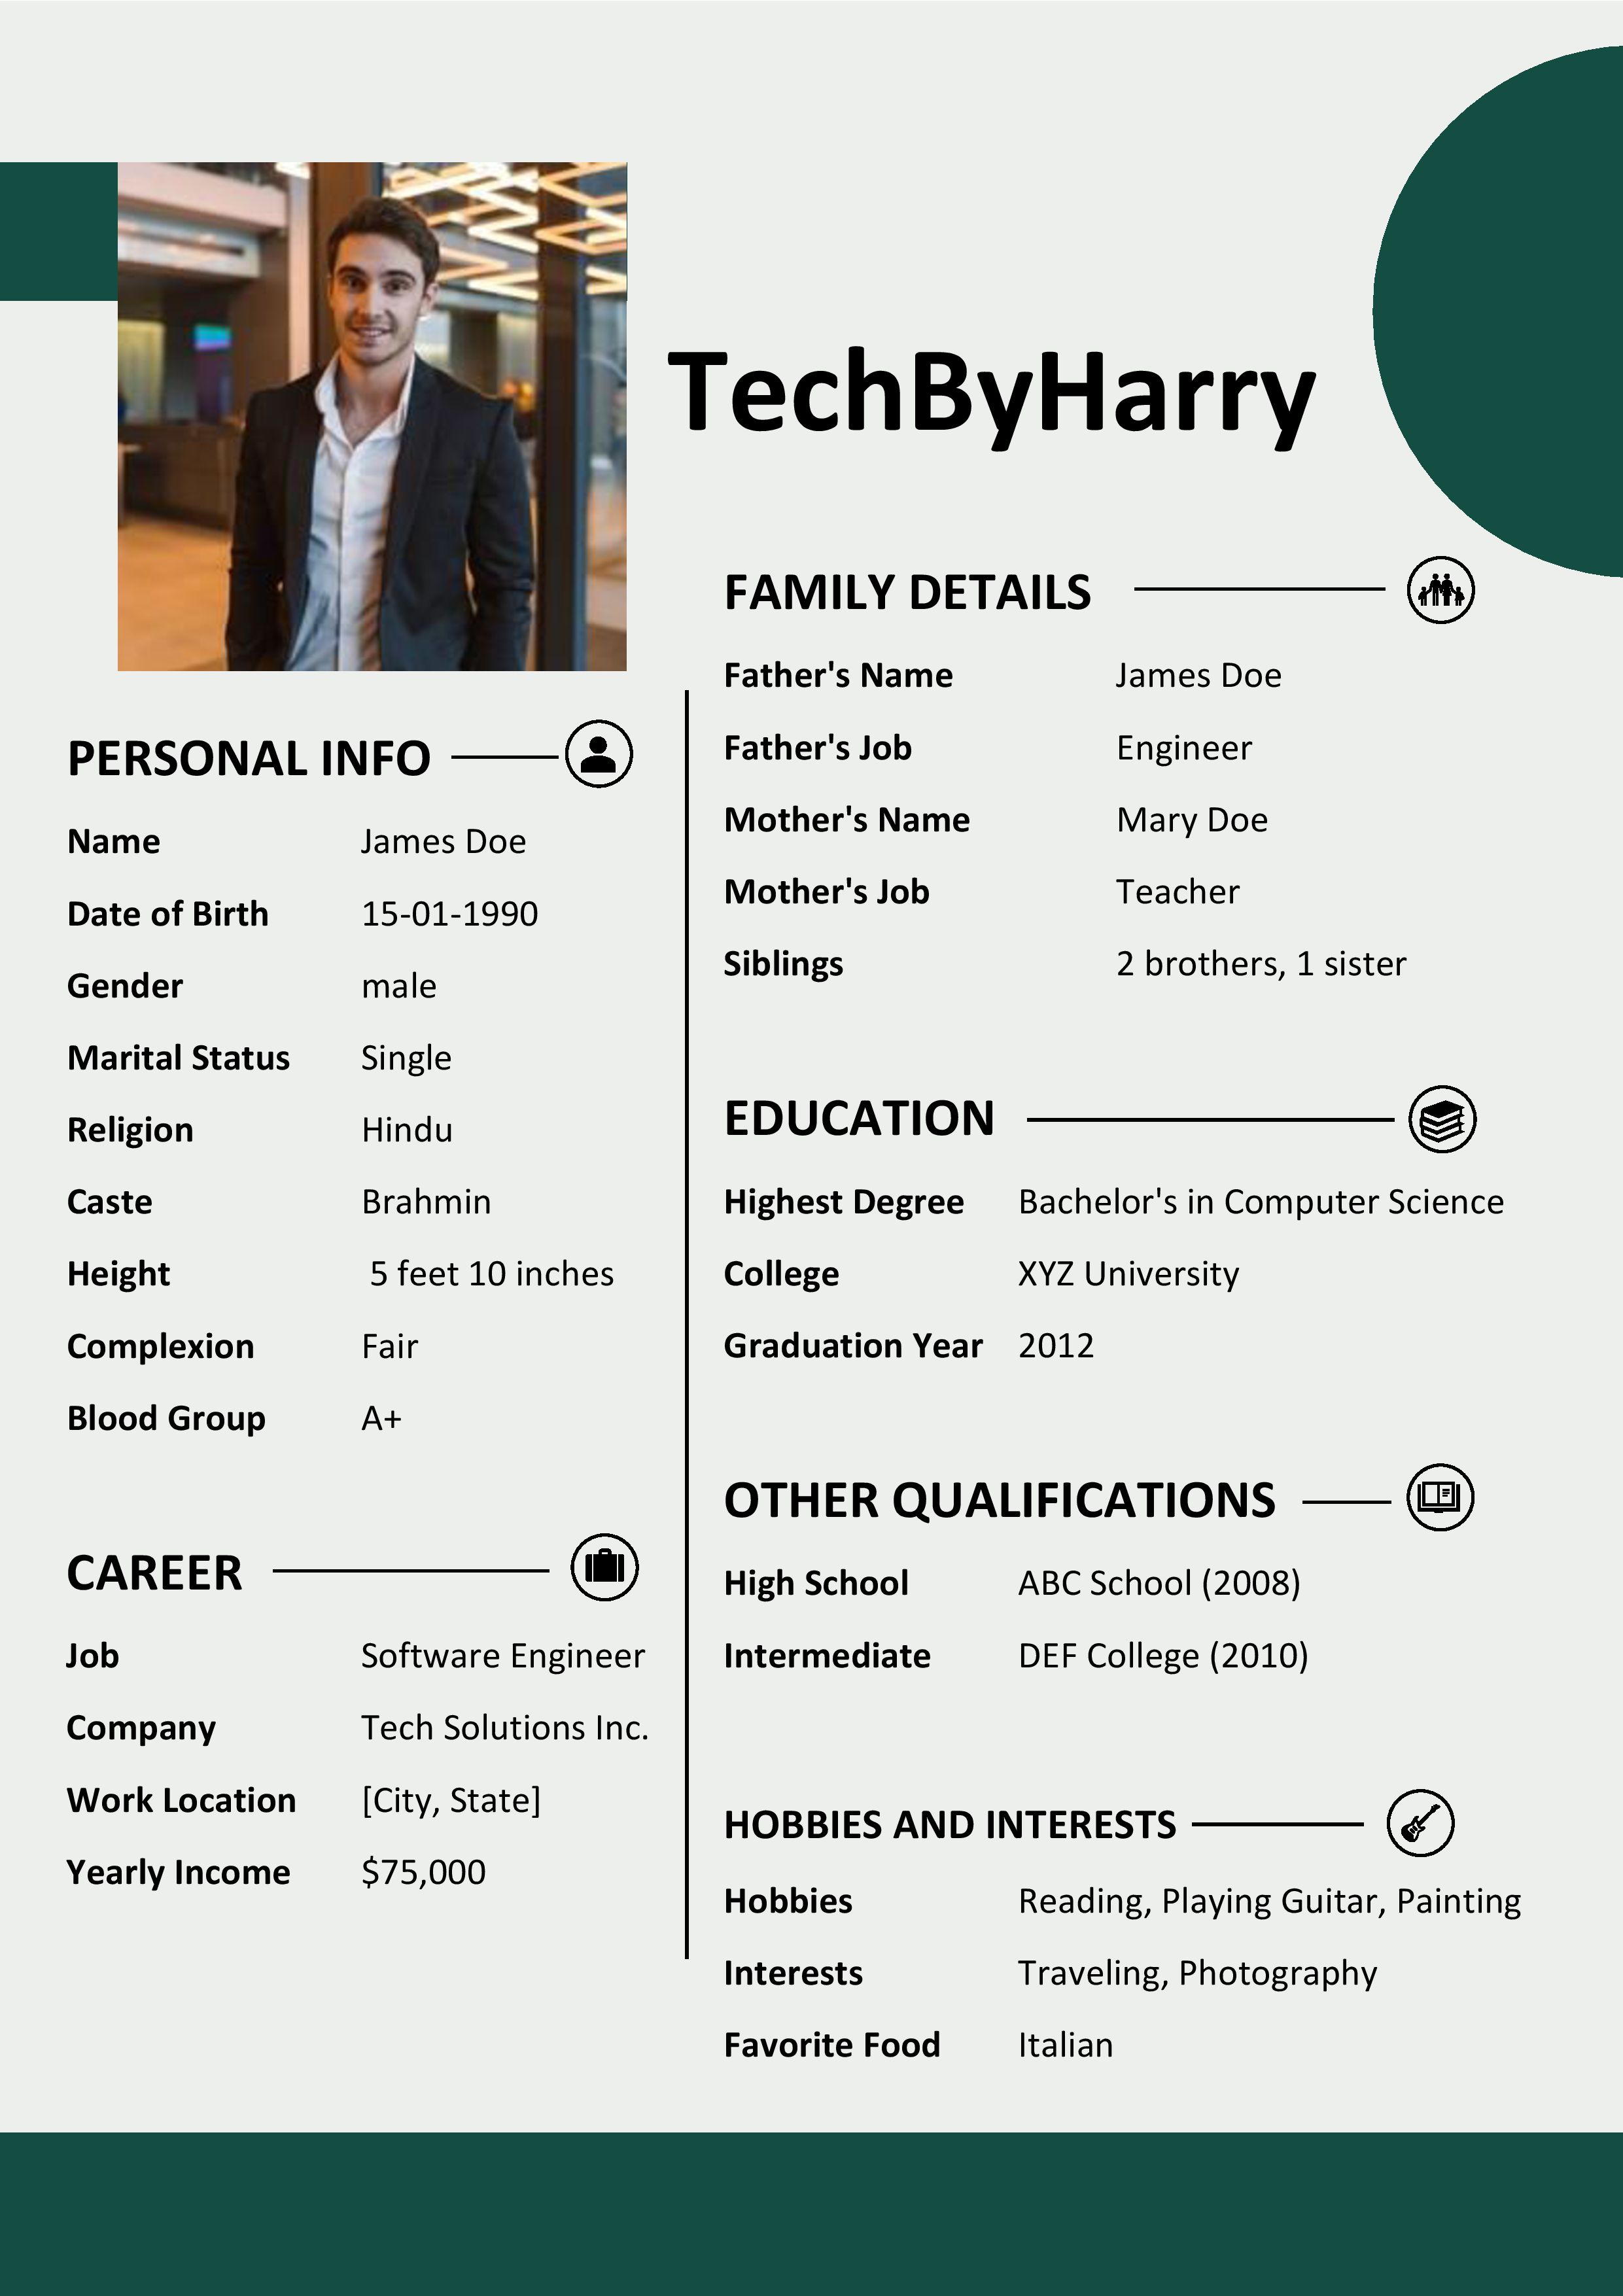 TechByHarry
PERSONAL INFO
Name James Doe
Date of Birth 15-01-1990
Gender male
Marital Status Single
Religion Hindu
Caste Brahmin
Height 5 feet 10 inches
Complexion Fair
Blood Group A+
CAREER
Job Software Engineer
Company Tech Solutions Inc.
Work Location [City, State]
Yearly Income $75,000
FAMILY DETAILS
Father's Name James Doe
Father's Job Engineer
Mother's Name Mary Doe
Mother's Job Teacher
Siblings 2 brothers, 1 sister
EDUCATION
Highest Degree Bachelor's in Computer Science
College XYZ University
Graduation Year 2012
OTHER QUALIFICATIONS
High School ABC School (2008)
Intermediate DEF College (2010)
HOBBIES AND INTERESTS
Hobbies Reading, Playing Guitar, Painting
Interests Traveling, Photography
Favorite Food Italian